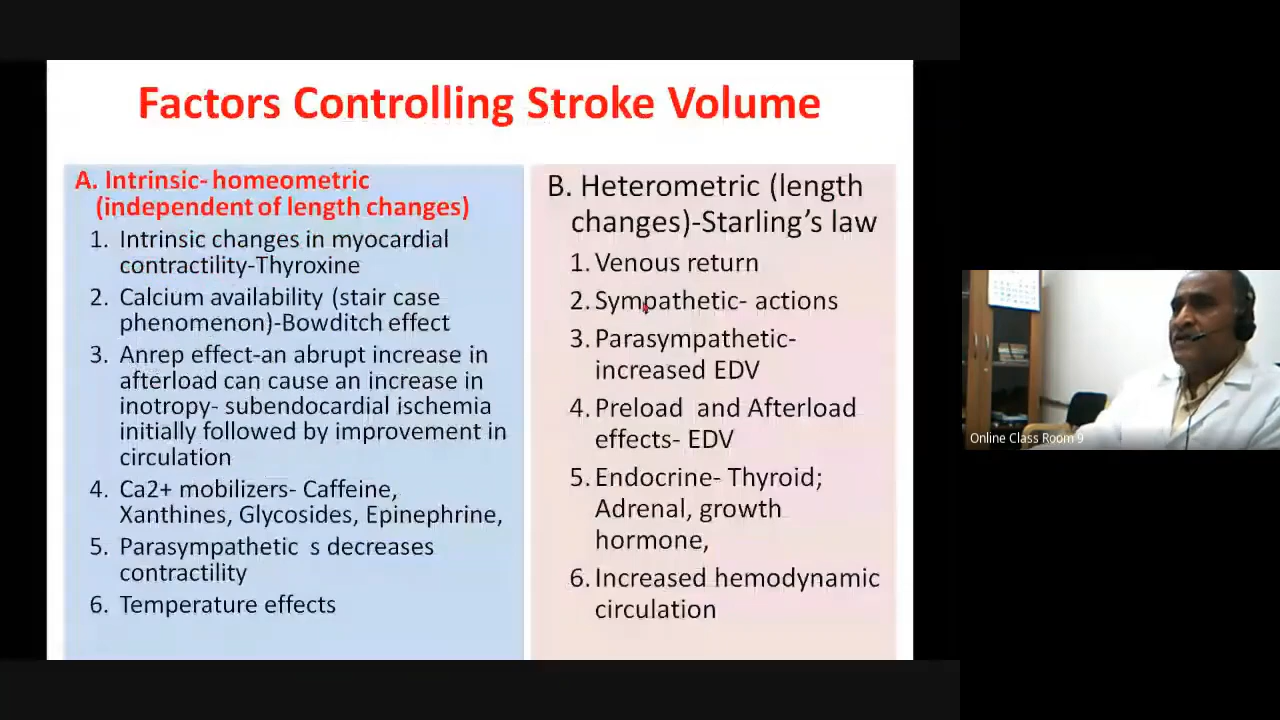 Factors Controlling Stroke Volume
A. Intrinsic- homeometric
(independent of length changes)
1. Intrinsic changes in myocardial
contractility-Thyroxine
2. Calcium availability (stair case
phenomenon)-Bowditch effect
3. Anrep effect-an abrupt increase in
afterload can cause an increase in
inotropy- subendocardial ischemia
initially followed by improvement in
circulation
4. Ca2+ mobilizers- Caffeine,
Xanthines, Glycosides, Epinephrine,
5. Parasympathetic s decreases
contractility
6. Temperature effects
B. Heterometric (length
changes)-Starling’s law
1. Venous return
2. Sympathetic- actions
3. Parasympathetic-
increased EDV
4. Preload and Afterload
effects- EDV
5. Endocrine- Thyroid;
Adrenal, growth
hormone,
6. Increased hemodynamic
circulation
Online Class Room 9